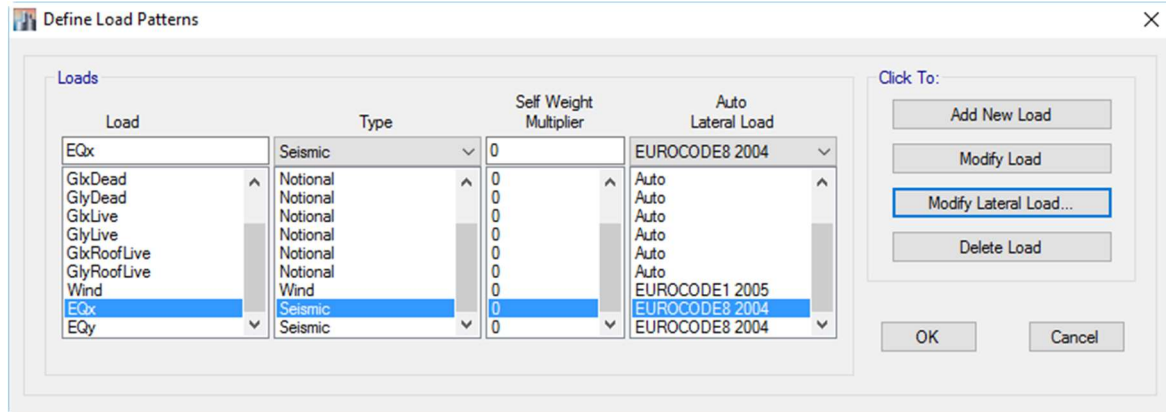 Define Load Patterns
Loads
Click To:
Load Type Self Weight Multiplier Auto Lateral Load
EQx Seismic 0 EUROCODE8 2004
GlxDead Notional 0 Auto
GlyDead Notional 0 Auto
GlxLive Notional 0 Auto
GlyLive Notional 0 Auto
GlxRoofLive Notional 0 Auto
GlyRoofLive Notional 0 Auto
Wind Wind 0 EUROCODE1 2005
EQx Seismic 0 EUROCODE8 2004
EQy Seismic 0 EUROCODE8 2004
Add New Load
Modify Load
Modify Lateral Load...
Delete Load
OK Cancel